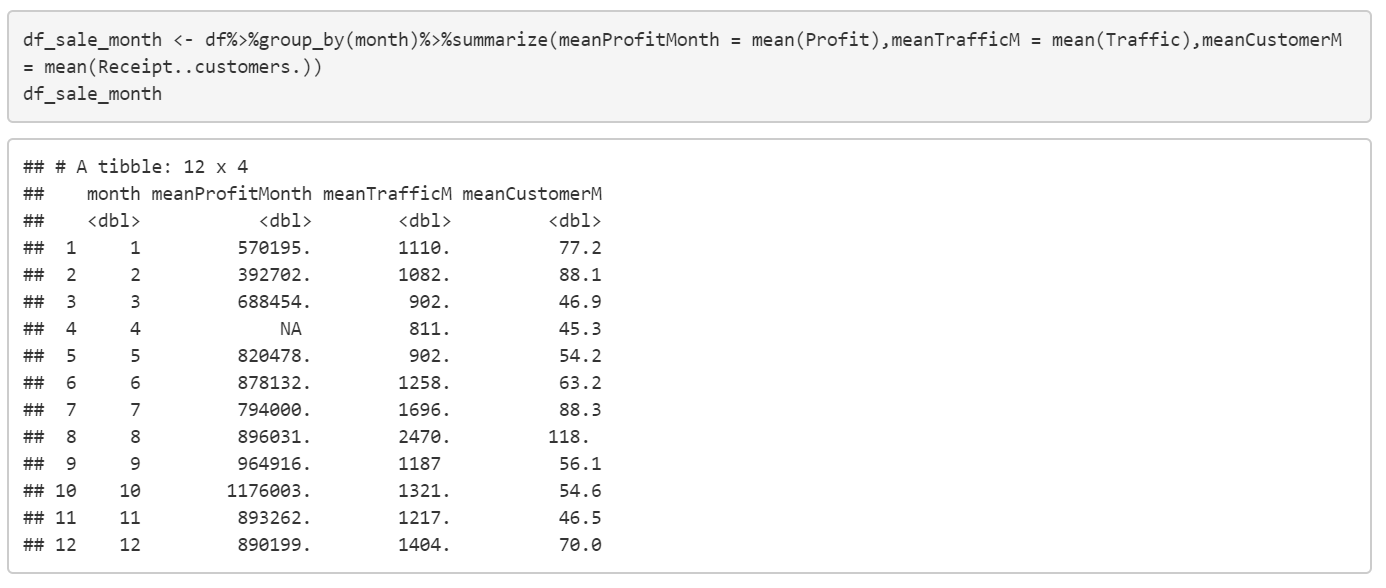 df_sale_month <- df%>%group_by(month)%>%summarize(meanProfitMonth = mean(Profit),meanTrafficM = mean(Traffic),meanCustomerM
= mean(Receipt..customers.))
df_sale_month
## # A tibble: 12 x 4
##    month meanProfitMonth meanTrafficM meanCustomerM
##    <dbl>           <dbl>        <dbl>         <dbl>
##  1     1         570195.        1110.          77.2
##  2     2         392702.        1082.          88.1
##  3     3         688454.         902.          46.9
##  4     4             NA          811.          45.3
##  5     5         820478.         902.          54.2
##  6     6         878132.        1258.          63.2
##  7     7         794000.        1696.          88.3
##  8     8         896031.        2470.         118. 
##  9     9         964916.        1187           56.1
## 10    10        1176003.        1321.          54.6
## 11    11         893262.        1217.          46.5
## 12    12         890199.        1404.          70.0